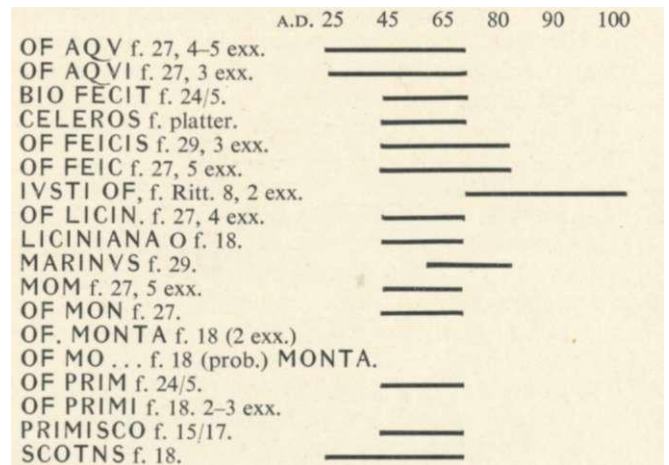 A.D. 25 45 65 80 90 100
OF AQV f. 27, 4–5 exx.
OF AQVI f. 27, 3 exx.
BIO FECIT f. 24/5.
CELEROS f. platter.
OF FEICIS f. 29, 3 exx.
OF FEIC f. 27, 5 exx.
IVSTI OF, f. Ritt. 8, 2 exx.
OF LICIN. f. 27, 4 exx.
LICINIANA O f. 18.
MARINVS f. 29.
MOM f. 27, 5 exx.
OF MON f. 27.
OF. MONTA f. 18 (2 exx.)
OF MO ... f. 18 (prob.) MONTA.
OF PRIM f. 24/5.
OF PRIMI f. 18. 2–3 exx.
PRIMISCO f. 15/17.
SCOTNS f. 18.